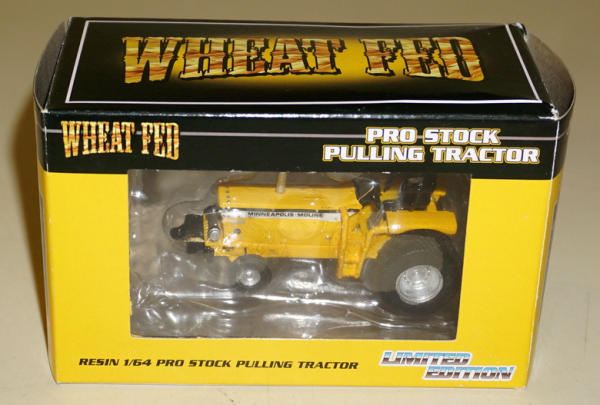 WHEAT FED
WHEAT FED
PRO STOCK
PULLING TRACTOR
MINNEAPOLIS-MOLINE
RESIN 1/64 PRO STOCK PULLING TRACTOR
LIMITED
EDITION